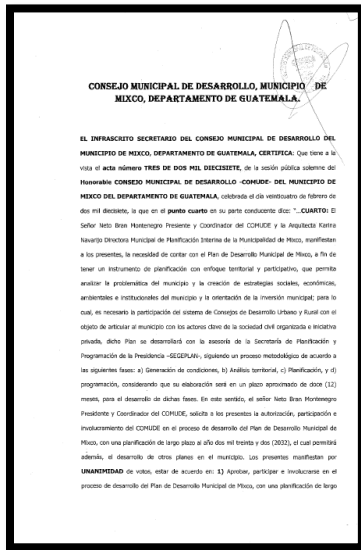 CONSEJO MUNICIPAL DE DESARROLLO, MUNICIPIO DE
MIXCO, DEPARTAMENTO DE GUATEMALA.
EL INFRASCRITO SECRETARIO DEL CONSEJO MUNICIPAL DE DESARROLLO DEL
MUNICIPIO DE MIXCO, DEPARTAMENTO DE GUATEMALA, CERTIFICA: Que tiene a la
vista el acta número TRES DE DOS MIL DIECISIETE, de la sesión pública solemne del
Honorable CONSEJO MUNICIPAL DE DESARROLLO -COMUDE- DEL MUNICIPIO DE
MIXCO DEL DEPARTAMENTO DE GUATEMALA, celebrada el día veinticuatro de febrero de
dos mil diecisiete, la que en el punto cuarto en su parte conducente dice: "...CUARTO: El
Señor Neto Bran Montenegro Presidente y Coordinador del COMUDE y la Arquitecta Karina
Navarijo Directora Municipal de Planificación Interina de la Municipalidad de Mixco, manifiestan
a los presentes, la necesidad de contar con el Plan de Desarrollo Municipal de Mixco, a fin de
tener un instrumento de planificación con enfoque territorial y participativo, que permita
analizar la problemática del municipio y la creación de estrategias sociales, económicas,
ambientales e institucionales del municipio y la orientación de la inversión municipal; para lo
cual, es necesario la participación del sistema de Consejos de Desarrollo Urbano y Rural con el
objeto de articular al municipio con los actores clave de la sociedad civil organizada e iniciativa
privada, dicho Plan se desarrollará con la asesoría de la Secretaría de Planificación y
Programación de la Presidencia -SEGEPLAN-, siguiendo un proceso metodológico de acuerdo a
las siguientes fases: a) Generación de condiciones, b) Análisis territorial, c) Planificación, y d)
programación, considerando que su elaboración será en un plazo aproximado de doce (12)
meses, para el desarrollo de dichas fases. En este sentido, el señor Neto Bran Montenegro
Presidente y Coordinador del COMUDE, solicita a los presentes la autorización, participación e
involucramiento del COMUDE en el proceso de desarrollo del Plan de Desarrollo Municipal de
Mixco, con una planificación de largo plazo al año dos mil treinta y dos (2032), el cual permitirá
además, el desarrollo de otros planes en el municipio. Los presentes manifiestan por
UNANIMIDAD de votos, estar de acuerdo en: 1) Aprobar, participar e involucrarse en el
proceso de desarrollo del Plan de Desarrollo Municipal de Mixco, con una planificación de largo